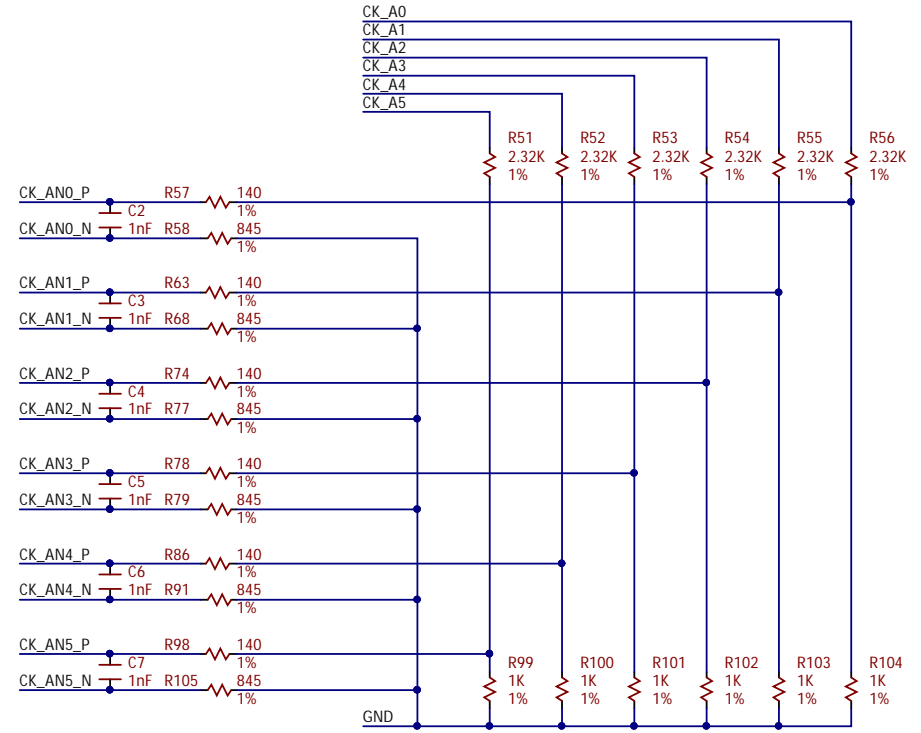 CK_A0
CK_A1
CK_A2
CK_A3
CK_A4
CK_A5
R51 R52 R53 R54 R55 R56
2.32K 2.32K 2.32K 2.32K 2.32K 2.32K
1% 1% 1% 1% 1% 1%
CK_AN0_P R57 140
1%
C2
CK_AN0_N 1nF R58 845
1%
CK_AN1_P R63 140
1%
C3
CK_AN1_N 1nF R68 845
1%
CK_AN2_P R74 140
1%
C4
CK_AN2_N 1nF R77 845
1%
CK_AN3_P R78 140
1%
C5
CK_AN3_N 1nF R79 845
1%
CK_AN4_P R86 140
1%
C6
CK_AN4_N 1nF R91 845
1%
CK_AN5_P R98 140
1%
C7
CK_AN5_N 1nF R105 845
1%
R99 R100 R101 R102 R103 R104
1K 1K 1K 1K 1K 1K
1% 1% 1% 1% 1% 1%
GND